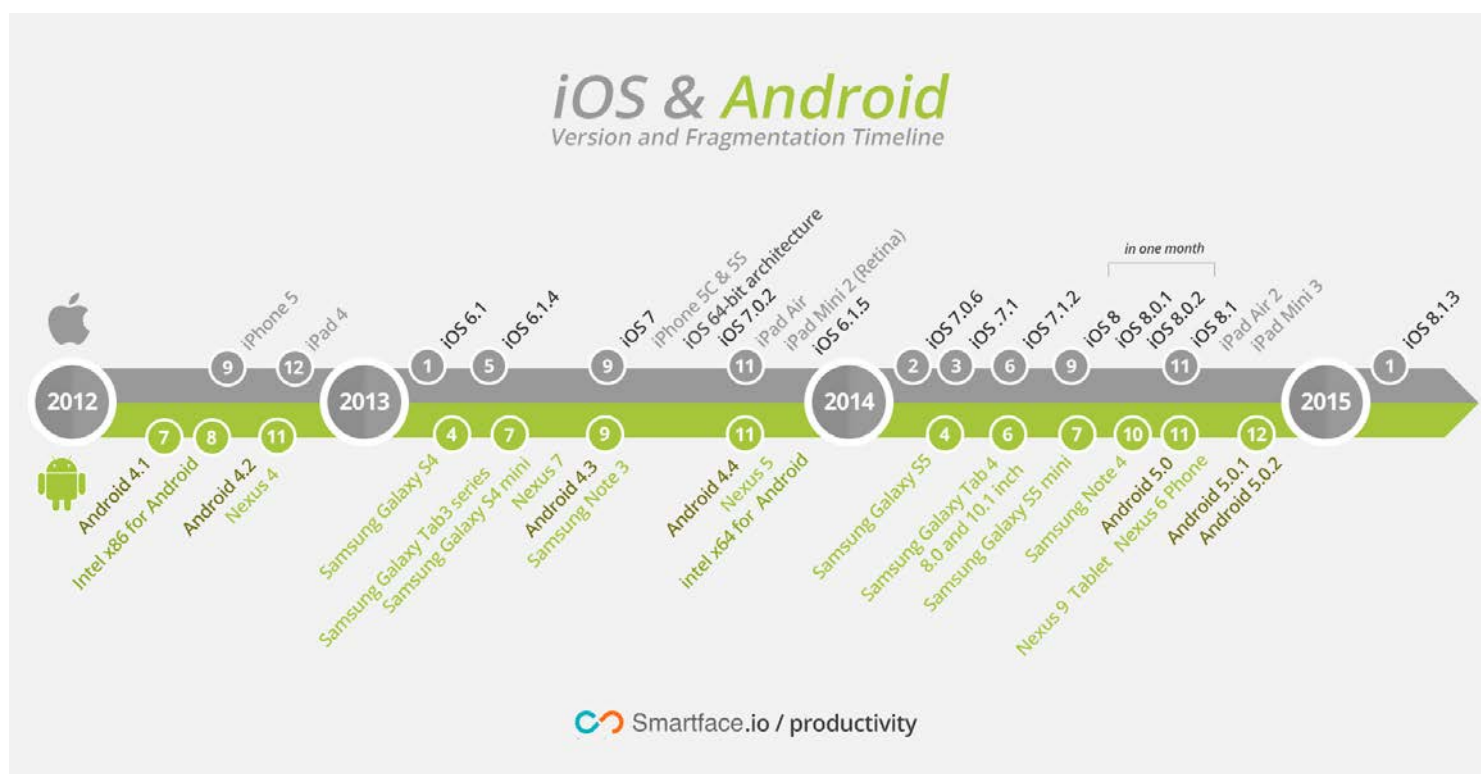 iOS & Android
Version and Fragmentation Timeline
in one month
iPhone 5
iPad 4
iOS 6.1
iOS 6.1.4
iOS 7
iPhone 5C & 5S
iOS 64-bit architecture
iOS 7.0.2
iPad Air
iPad Mini 2 (Retina)
iOS 6.1.5
iOS 7.0.6
iOS .7.1
iOS 7.1.2
iOS 8
iOS 8.0.1
iOS 8.0.2
iOS 8.1
iPad Air 2
iPad Mini 3
iOS 8.1.3
9
12
1
5
9
11
2
3
6
9
11
1
2012
2013
2014
2015
7
8
11
4
7
9
11
4
6
7
10
11
12
Android 4.1
Intel x86 for Android
Android 4.2
Nexus 4
Samsung Galaxy S4
Samsung Galaxy Tab3 series
Samsung Galaxy S4 mini
Nexus 7
Android 4.3
Samsung Note 3
Android 4.4
Nexus 5
intel x64 for Android
Samsung Galaxy S5
Samsung Galaxy Tab 4
8.0 and 10.1 inch
Samsung Galaxy S5 mini
Samsung Note 4
Android 5.0
Nexus 9 Tablet Nexus 6 Phone
Android 5.0.1
Android 5.0.2
Smartface.io / productivity